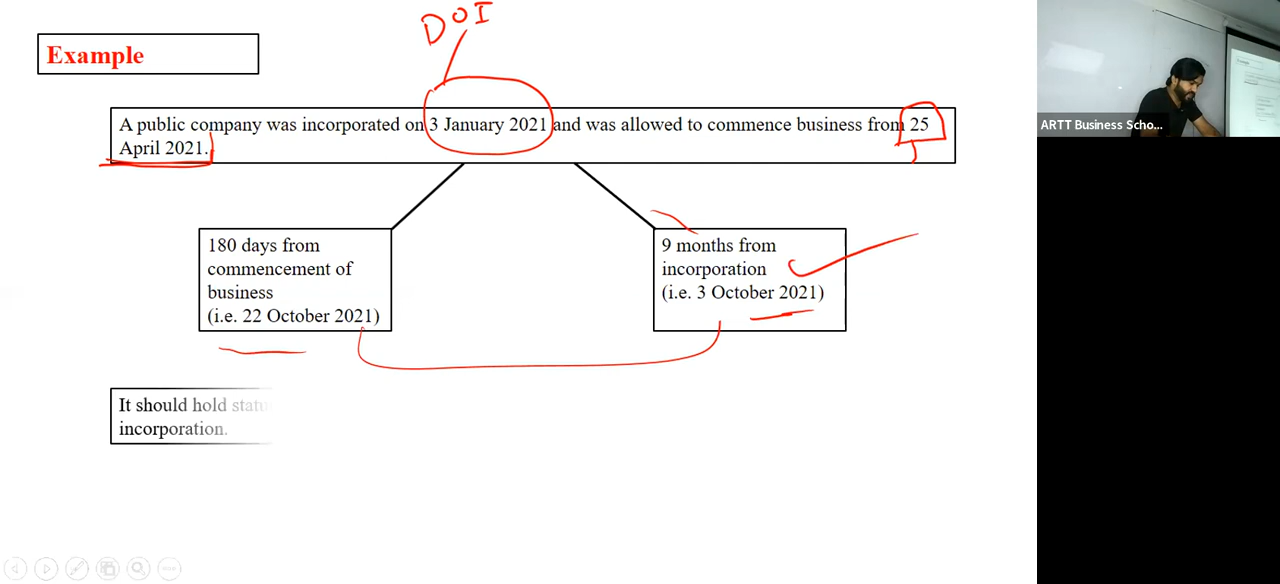 DOI
Example
A public company was incorporated on 3 January 2021 and was allowed to commence business from 25
April 2021.
180 days from
commencement of
business
(i.e. 22 October 2021)
9 months from
incorporation
(i.e. 3 October 2021)
It should hold
incorporation.
ARTT Business Scho...